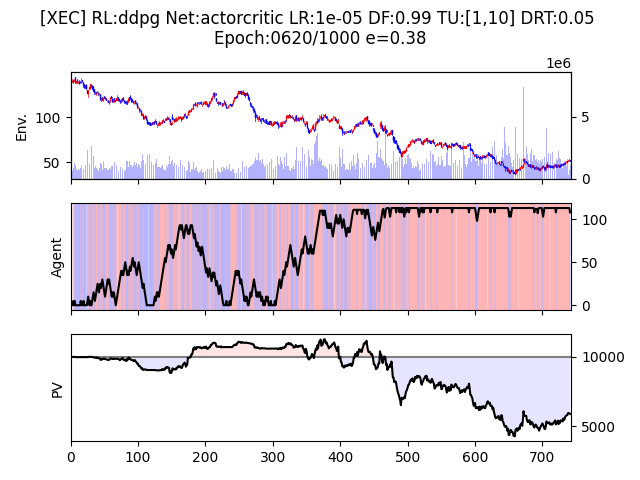 [XEC] RL:ddpg Net:actorcritic LR:1e-05 DF:0.99 TU:[1,10] DRT:0.05
Epoch:0620/1000 e=0.38
1e6
Env.
100
50
5
0
Agent
100
50
0
PV
10000
5000
0 100 200 300 400 500 600 700